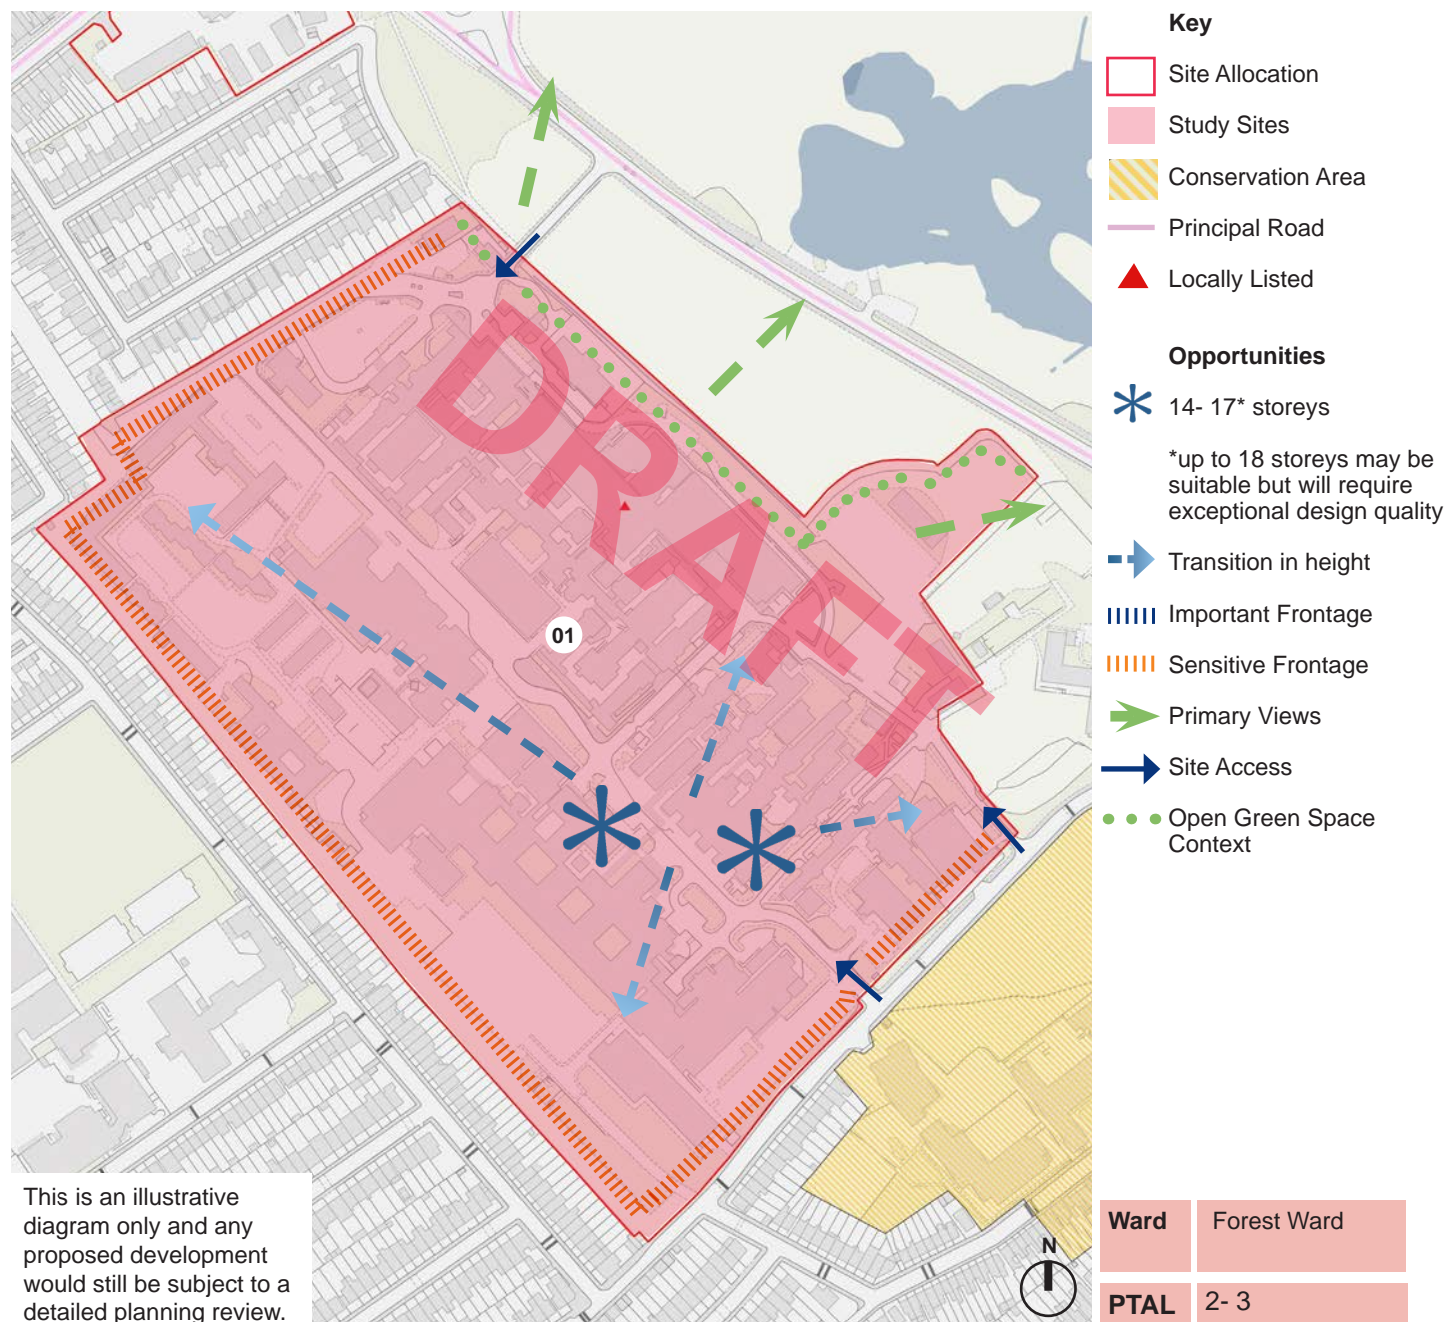 Key
Site Allocation
Study Sites
Conservation Area
Principal Road
Locally Listed
Opportunities
14- 17* storeys
*up to 18 storeys may be
suitable but will require
exceptional design quality
Transition in height
Important Frontage
Sensitive Frontage
Primary Views
Site Access
Open Green Space
Context
DRAFT
01
This is an illustrative
diagram only and any
proposed development
would still be subject to a
detailed planning review.
N
Ward Forest Ward
PTAL 2- 3